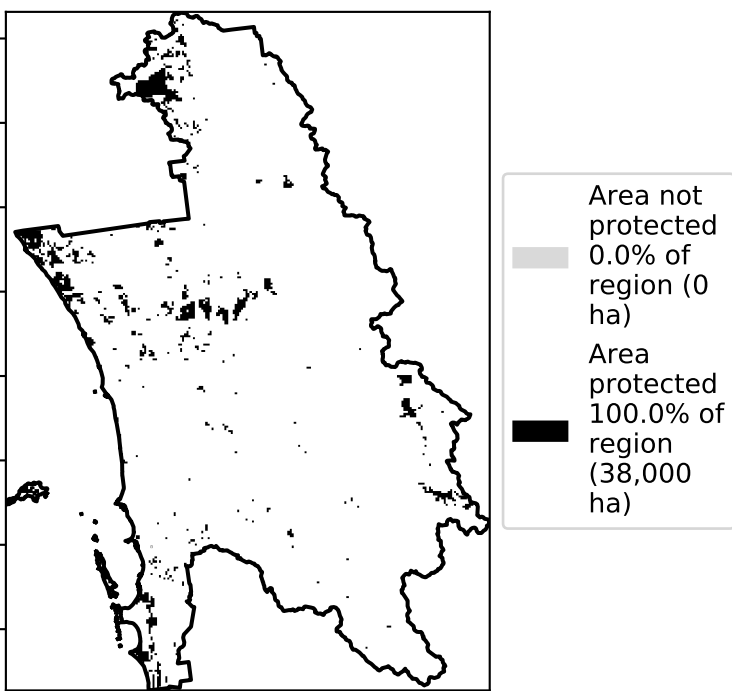 Area not
protected
0.0% of
region (0
ha)
Area
protected
100.0% of
region
(38,000
ha)